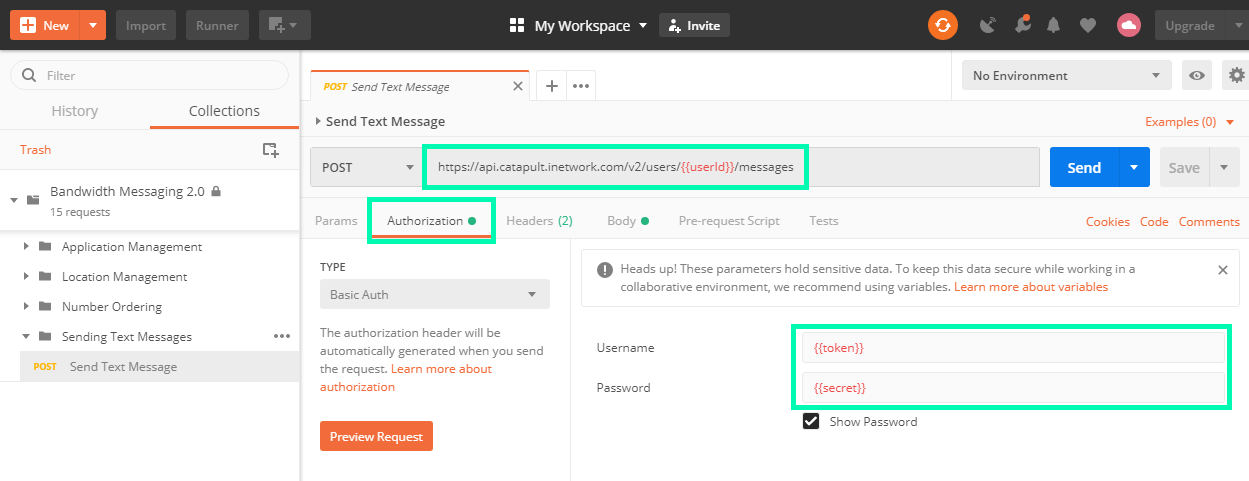 New
Import
Runner
My Workspace
Invite
Upgrade
Filter
History
Collections
Trash
Bandwidth Messaging 2.0
15 requests
Application Management
Location Management
Number Ordering
Sending Text Messages
POST Send Text Message
POST Send Text Message
No Environment
Send Text Message
Examples (0)
POST
https://api.catapult.inetwork.com/v2/users/{{userId}}/messages
Send
Save
Params
Authorization
Headers (2)
Body
Pre-request Script
Tests
Cookies
Code
Comments
TYPE
Basic Auth
The authorization header will be
automatically generated when you send
the request. Learn more about
authorization
Preview Request
Heads up! These parameters hold sensitive data. To keep this data secure while working in a
collaborative environment, we recommend using variables. Learn more about variables
Username
{{token}}
Password
{{secret}}
Show Password